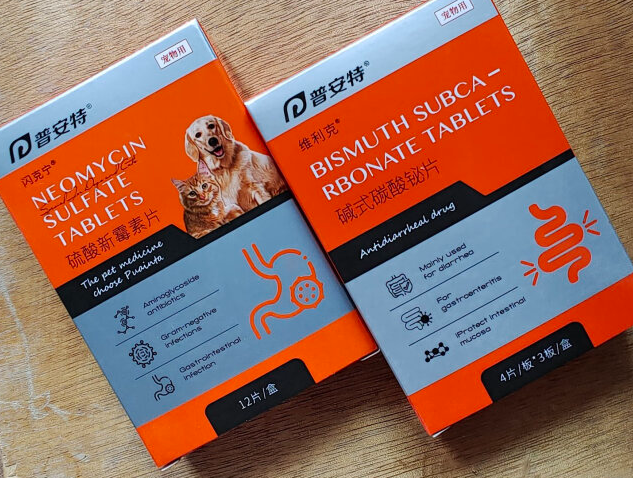 宠物用
普安特®
闪克宁®
NEOMYCIN
SULFATE
TABLETS
硫酸新霉素片
The pet medicine
choose Puainta
Aminoglycoside
antibiotics
Gram-negative
infections
Gastrointestinal
infection
12片/盒
宠物用
普安特®
维利克®
BISMUTH SUBCA-
RBONATE TABLETS
碱式碳酸铋片
Antidiarrheal drug
Mainly used
for diarrhea
For
gastroenteritis
iProtect intestinal
mucosa
4片/板*3板/盒